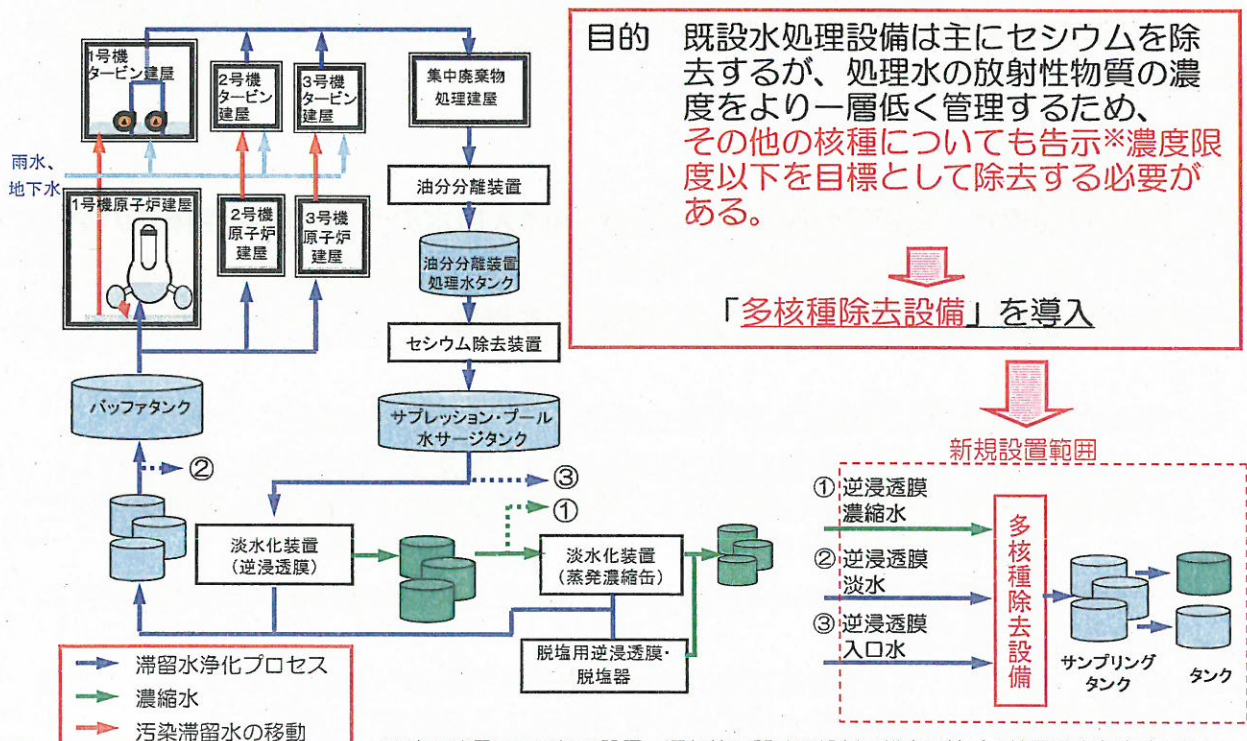 目的 既設水処理設備は主にセシウムを除
去するが、処理水の放射性物質の濃
度をより一層低く管理するため、
その他の核種についても告示※濃度限
度以下を目標として除去する必要が
ある。
「多核種除去設備」を導入
1号機
タービン建屋
2号機
タービン
建屋
3号機
タービン
建屋
集中廃棄物
処理建屋
雨水、
地下水
1号機原子炉建屋
2号機
原子炉
建屋
3号機
原子炉
建屋
油分分離装置
油分分離装置
処理水タンク
セシウム除去装置
バッファタンク
サプレッション・プール
水サージタンク
②
③
①
淡水化装置
(逆浸透膜)
淡水化装置
(蒸発濃縮缶)
脱塩用逆浸透膜・
脱塩器
新規設置範囲
① 逆浸透膜
濃縮水
② 逆浸透膜
淡水
③ 逆浸透膜
入口水
多核種除去設備
サンプリング
タンク
タンク
滞留水浄化プロセス
濃縮水
汚染滞留水の移動